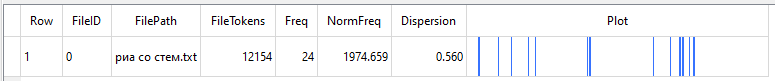 Row FileID FilePath FileTokens Freq NormFreq Dispersion Plot
1 0 риа со стем.txt 12154 24 1974.659 0.560